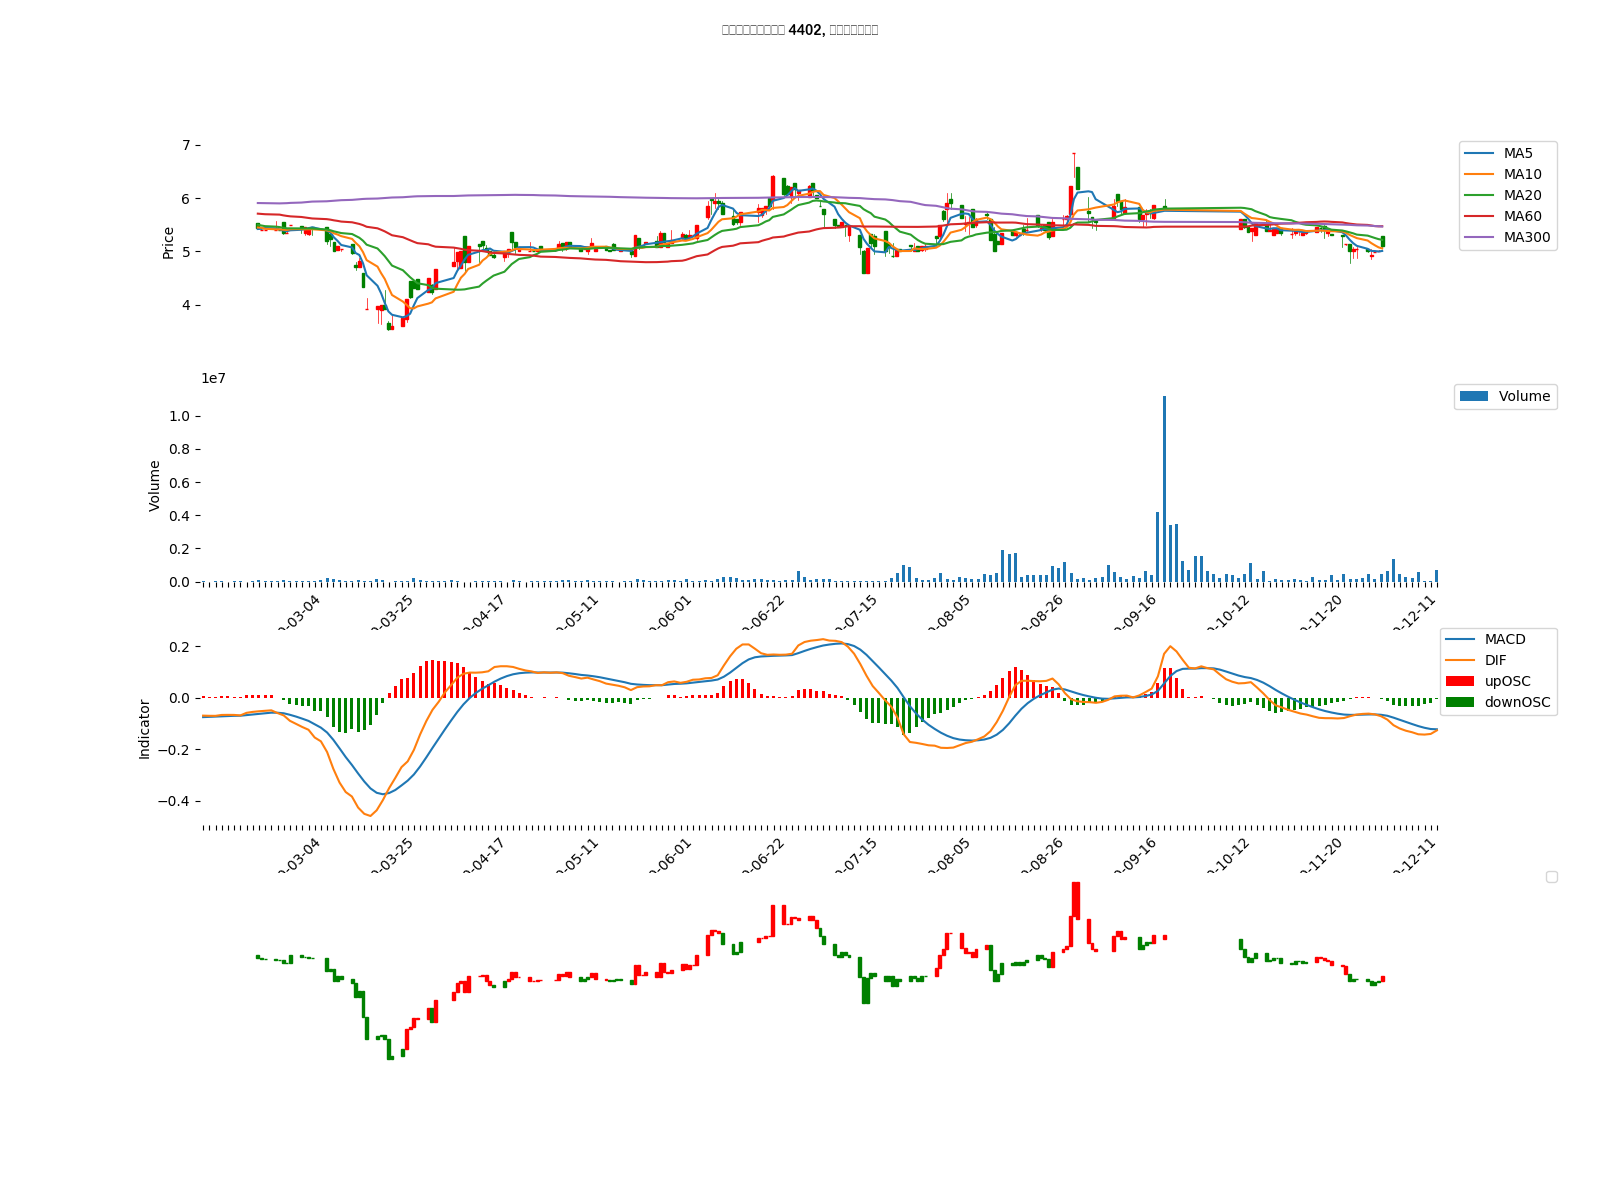 4402,
7
6
5
4
Price
MA5
MA10
MA20
MA60
MA300
1e7
1.0
0.8
0.6
0.4
0.2
0.0
Volume
Volume
-03-04
-03-25
-04-17
-05-11
-06-01
-06-22
-07-15
-08-05
-08-26
-09-16
-10-12
-11-20
-12-11
0.2
0.0
−0.2
−0.4
Indicator
MACD
DIF
upOSC
downOSC
-03-04
-03-25
-04-17
-05-11
-06-01
-06-22
-07-15
-08-05
-08-26
-09-16
-10-12
-11-20
-12-11